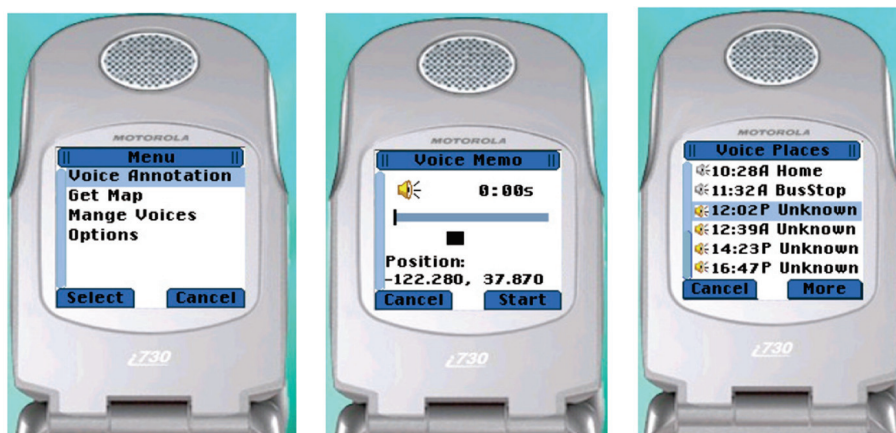 MOTOROLA
Menu
Voice Annotation
Get Map
Mange Voices
Options
Select Cancel
i730
MOTOROLA
Voice Memo
0:00s
Position:
-122.280, 37.870
Cancel Start
i730
MOTOROLA
Voice Places
10:28A Home
11:32A BusStop
12:02P Unknown
12:39A Unknown
14:23P Unknown
16:47P Unknown
Cancel More
i730